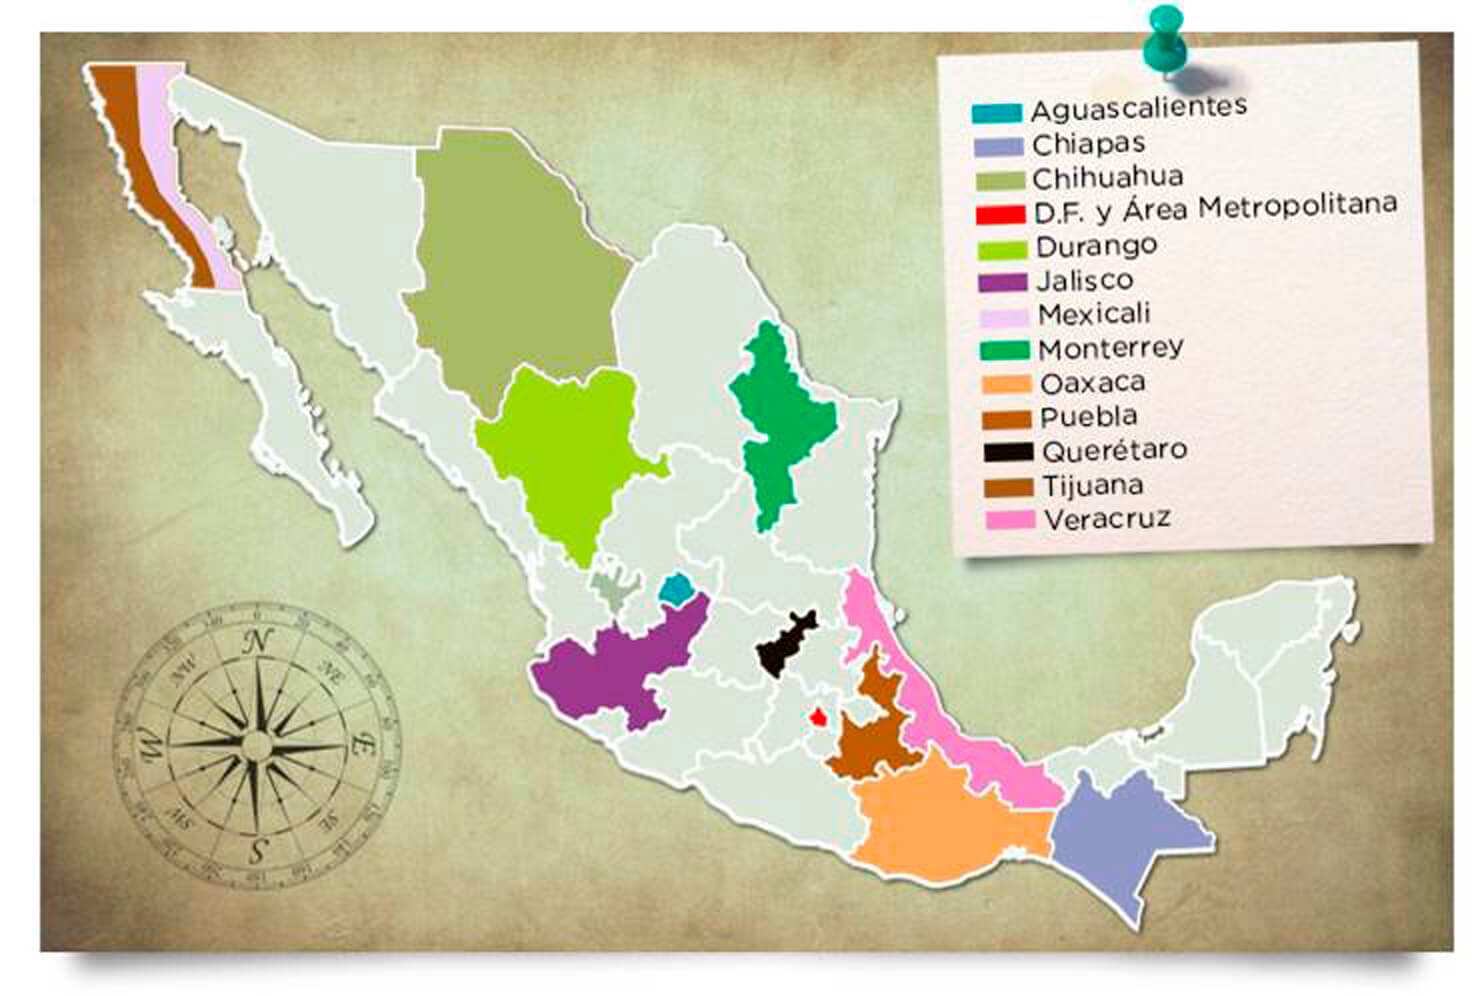 Aguascalientes
Chiapas
Chihuahua
D.F. y Área Metropolitana
Durango
Jalisco
Mexicali
Monterrey
Oaxaca
Puebla
Querétaro
Tijuana
Veracruz
N
NW
NE
W
E
SW
SE
S